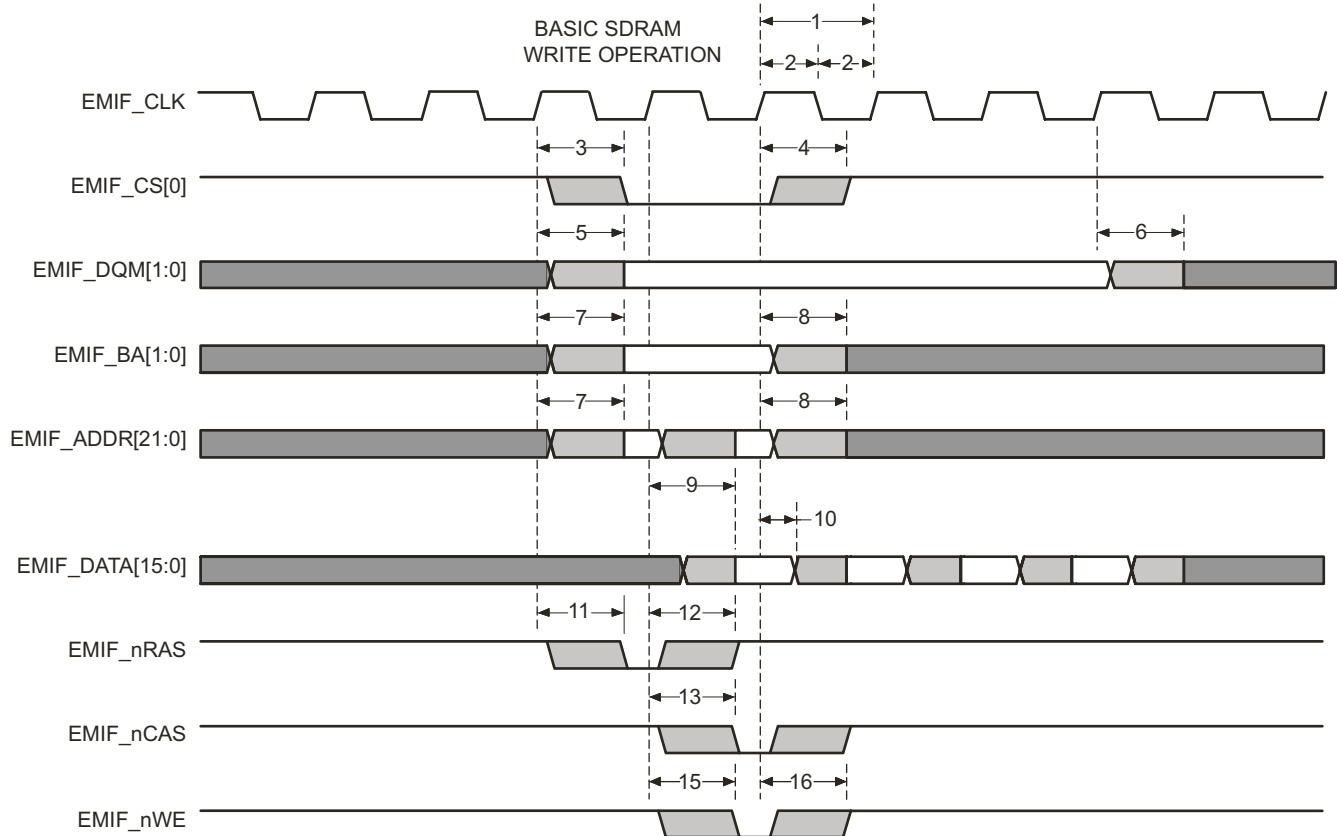 BASIC SDRAM
WRITE OPERATION
1
2 2
EMIF_CLK
3 4
EMIF_CS[0]
5 6
EMIF_DQM[1:0]
7 8
EMIF_BA[1:0]
7 8
EMIF_ADDR[21:0]
9
10
EMIF_DATA[15:0]
11 12
EMIF_nRAS
13
EMIF_nCAS
15 16
EMIF_nWE